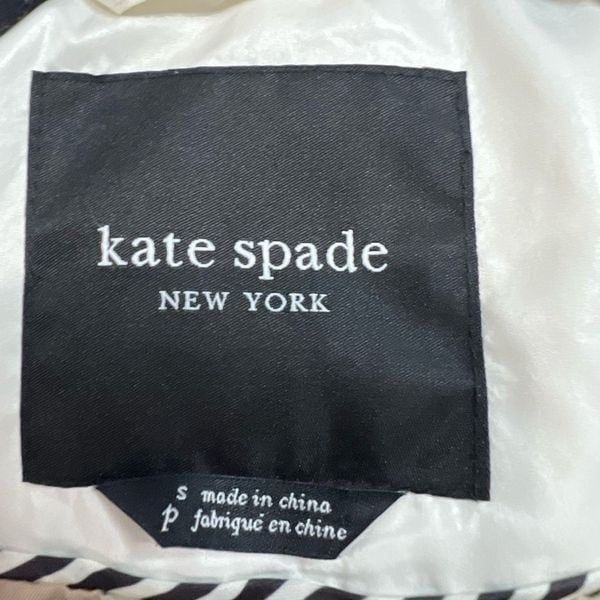 kate spade
NEW YORK
s made in china
p fabriqué en chine